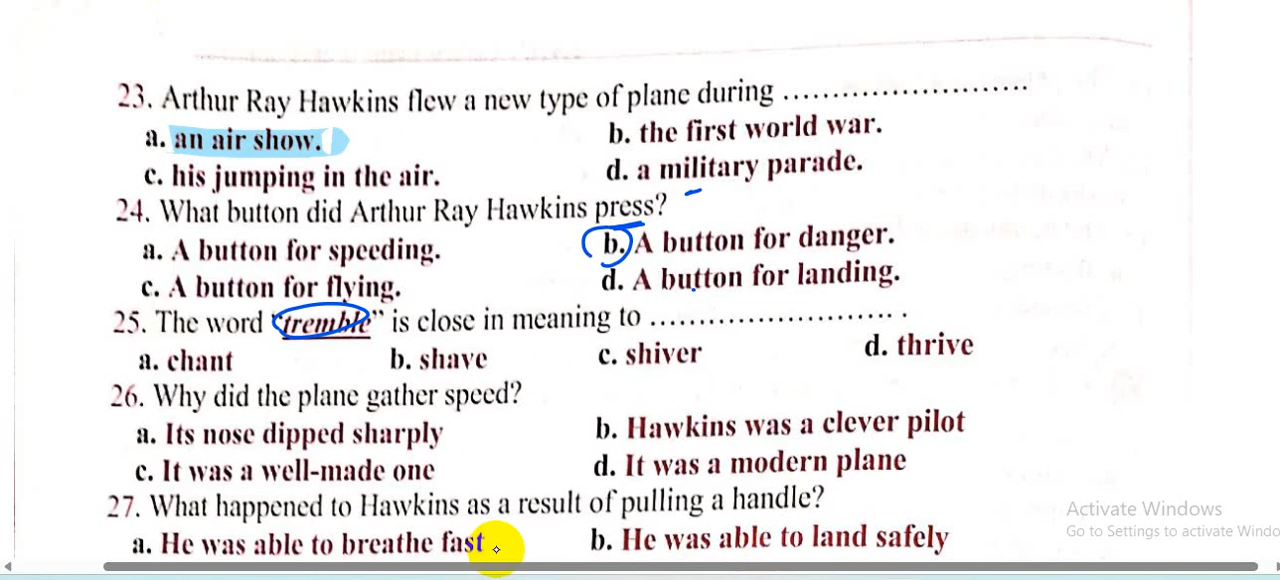 23. Arthur Ray Hawkins flew a new type of plane during ..........................
a. an air show. b. the first world war.
c. his jumping in the air. d. a military parade.
24. What button did Arthur Ray Hawkins press?
a. A button for speeding. b. A button for danger.
c. A button for flying. d. A button for landing.
25. The word “tremble” is close in meaning to ......................... .
a. chant b. shave c. shiver d. thrive
26. Why did the plane gather speed?
a. Its nose dipped sharply b. Hawkins was a clever pilot
c. It was a well-made one d. It was a modern plane
27. What happened to Hawkins as a result of pulling a handle?
a. He was able to breathe fast b. He was able to land safely
Activate Windows
Go to Settings to activate Windo